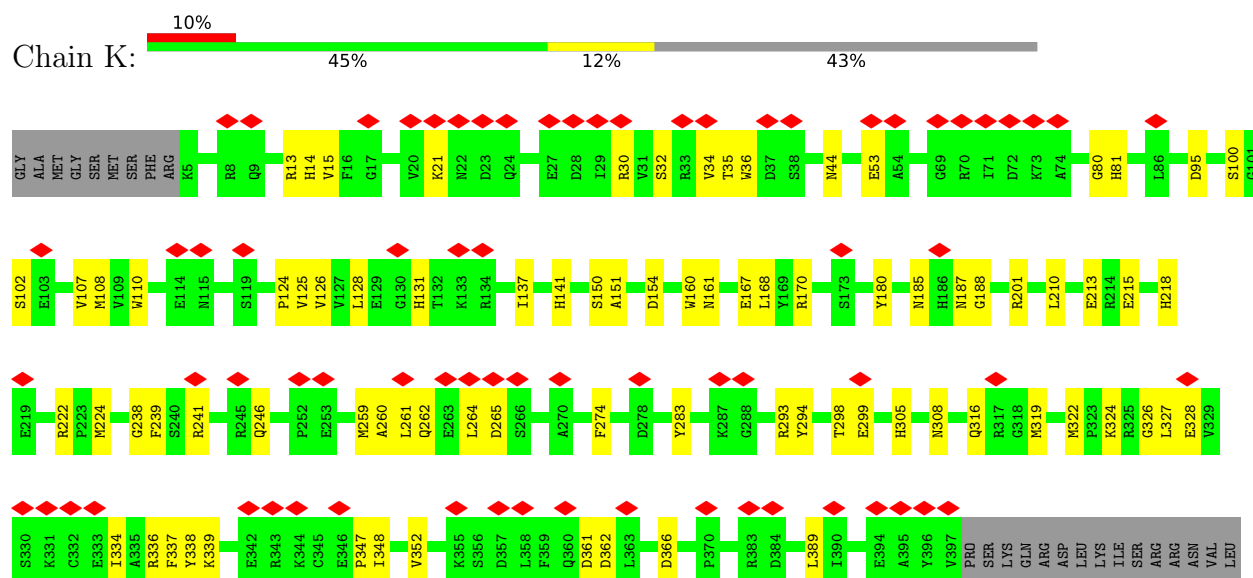 10%
Chain K:
45% 12% 43%
GLY ALA MET GLY SER MET SER PHE ARG K5 R8 Q9 R13 H14 V15 F16 G17 V20 K21 N22 D23 Q24 E27 D28 I29 R30 V31 S32 R33 V34 T35 W36 D37 S38 N44 E53 A54 G69 R70 I71 D72 K73 A74 G80 H81 L86 D95 S100 G101
S102 E103 V107 M108 V109 W110 E114 N115 S119 P124 V125 V126 V127 L128 E129 G130 H131 T132 K133 R134 I137 H141 S150 A151 D154 W160 N161 E167 L168 Y169 R170 S173 Y180 N185 H186 N187 G188 R201 L210 E213 R214 E215 H218
E219 R222 P223 M224 G238 F239 S240 R241 R245 Q246 P252 E253 M259 A260 L261 Q262 E263 L264 D265 S266 A270 F274 D278 Y283 K287 G288 R293 Y294 T298 E299 H305 N308 Q316 R317 G318 M319 M322 P323 K324 R325 G326 L327 E328 V329
S330 K331 C332 E333 I334 A335 R336 F337 Y338 K339 E342 R343 K344 C345 E346 P347 I348 V352 K355 S356 D357 L358 F359 Q360 D361 D362 L363 D366 P370 R383 D384 L389 I390 E394 A395 Y396 V397 PRO SER LYS GLN ARG ASP LEU LYS ILE SER ARG ARG ASN VAL LEU